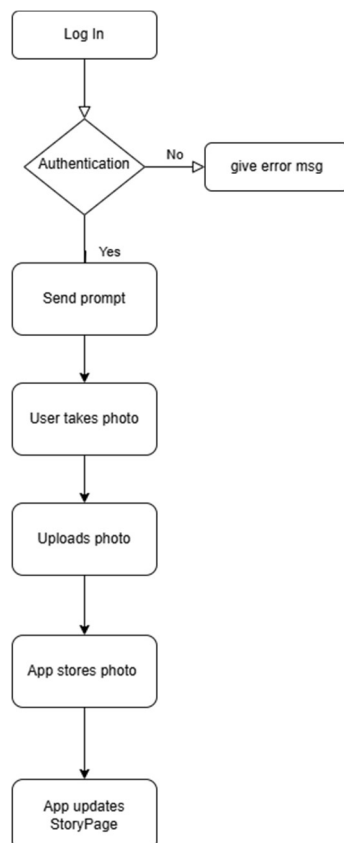 Log In
Authentication
No
give error msg
Yes
Send prompt
User takes photo
Uploads photo
App stores photo
App updates
StoryPage